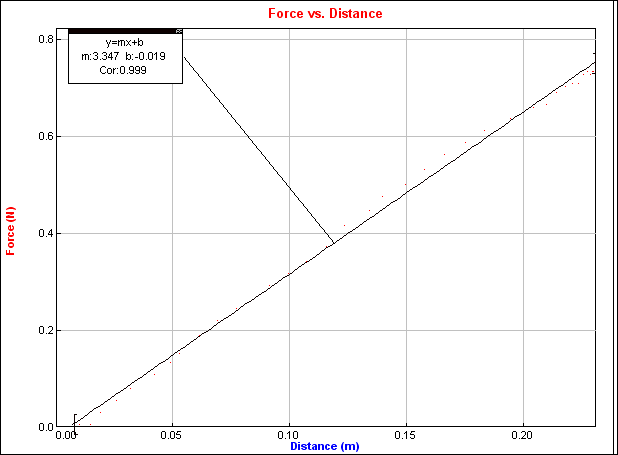 Force vs. Distance
y=mx+b
m:3.347 b:-0.019
Cor:0.999
0.8
0.6
0.4
0.2
0.0
Force (N)
0.00 0.05 0.10 0.15 0.20
Distance (m)